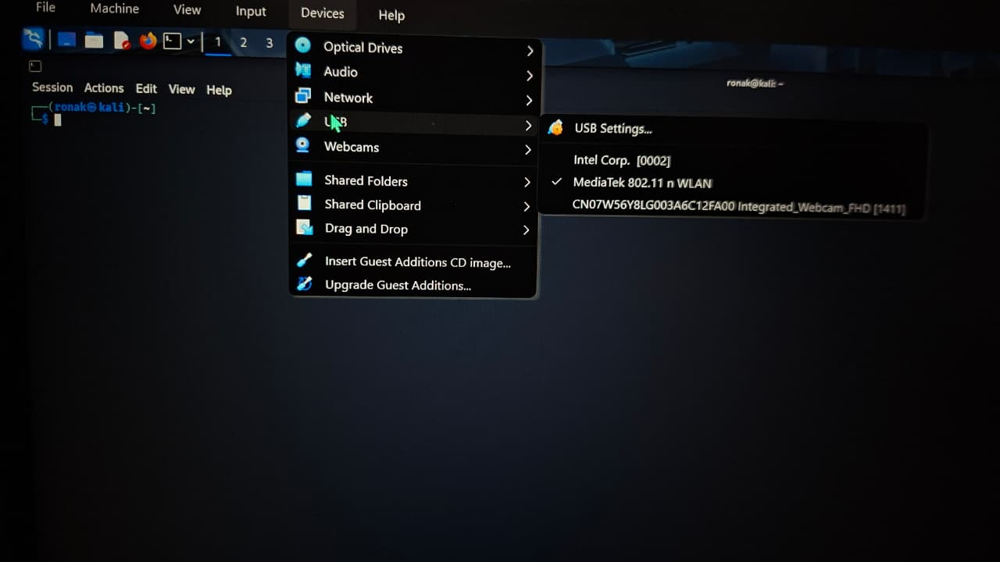 File Machine View Input Devices Help
1 2 3
Optical Drives
Audio
ronak@kali: ~
Session Actions Edit View Help
Network
(ronak㉿kali)-[~]
$
USB
USB Settings...
Webcams
Intel Corp. [0002]
Shared Folders
MediaTek 802.11 n WLAN
Shared Clipboard
CN07W56Y8LG003A6C12FA00 Integrated_Webcam_FHD [1411]
Drag and Drop
Insert Guest Additions CD image...
Upgrade Guest Additions...